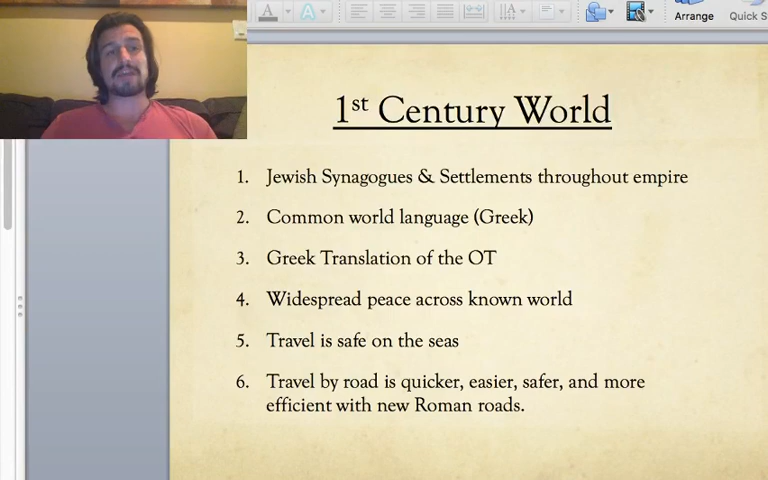 A A A
Arrange
Quick S
1st Century World
1. Jewish Synagogues & Settlements throughout empire
2. Common world language (Greek)
3. Greek Translation of the OT
4. Widespread peace across known world
5. Travel is safe on the seas
6. Travel by road is quicker, easier, safer, and more
efficient with new Roman roads.